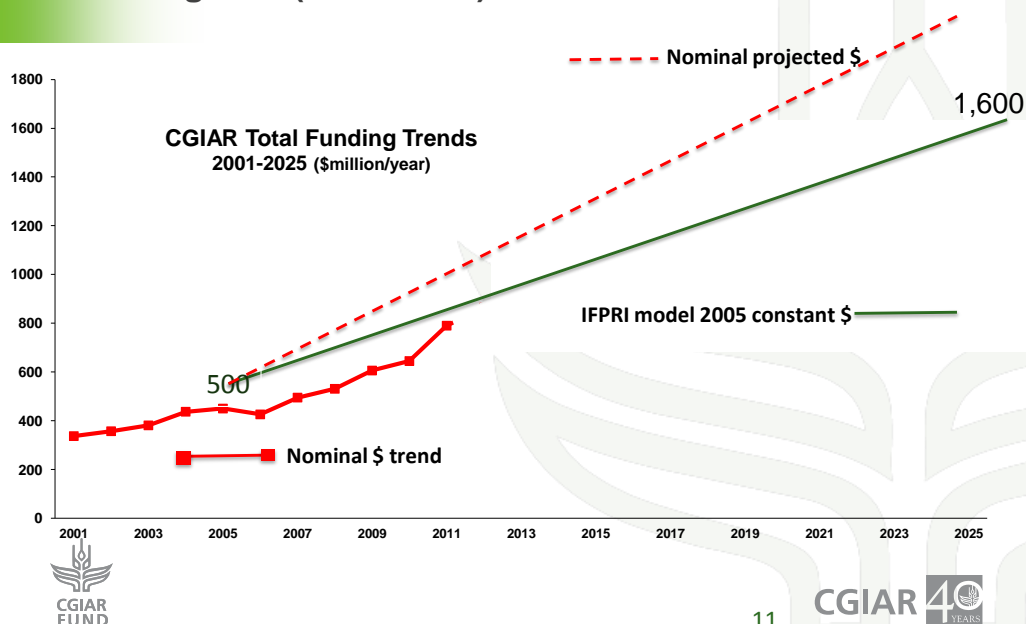 Nominal projected $
1,600
CGIAR Total Funding Trends
2001-2025 ($million/year)
1800
1600
1400
1200
1000
800
600
400
200
0
IFPRI model 2005 constant $
500
Nominal $ trend
2001 2003 2005 2007 2009 2011 2013 2015 2017 2019 2021 2023 2025
CGIAR
FUND
11
CGIAR 40
YEARS